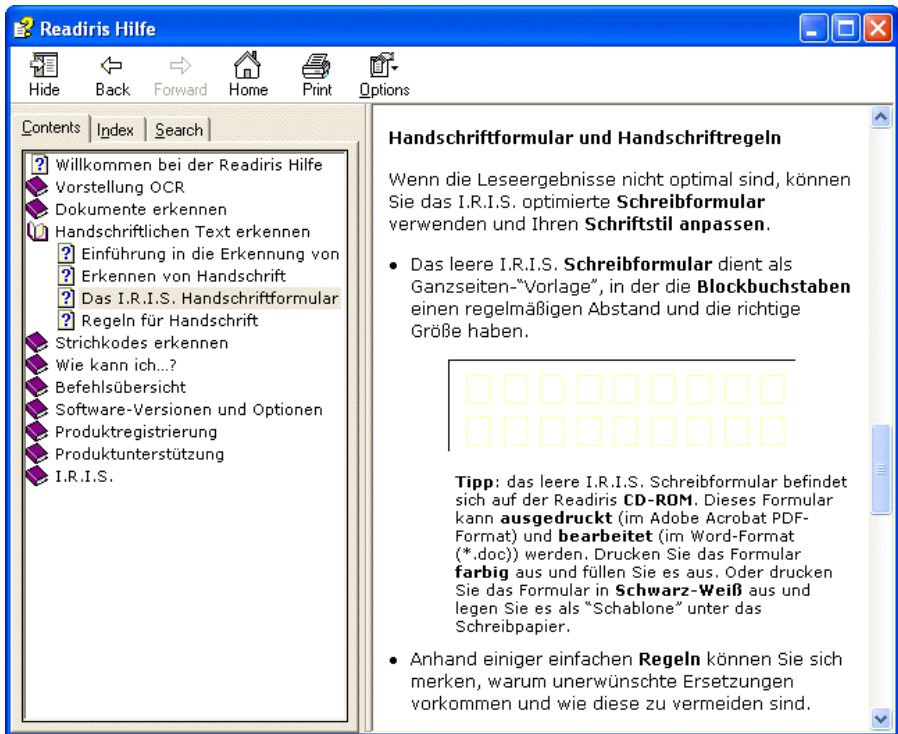 Readiris Hilfe
Hide Back Forward Home Print Options
Contents Index Search
Willkommen bei der Readiris Hilfe
Vorstellung OCR
Dokumente erkennen
Handschriftlichen Text erkennen
Einführung in die Erkennung von
Erkennen von Handschrift
Das I.R.I.S. Handschriftformular
Regeln für Handschrift
Strichkodes erkennen
Wie kann ich...?
Befehlsübersicht
Software-Versionen und Optionen
Produktregistrierung
Produktunterstützung
I.R.I.S.
Handschriftformular und Handschriftregeln
Wenn die Leseergebnisse nicht optimal sind, können
Sie das I.R.I.S. optimierte Schreibformular
verwenden und Ihren Schriftstil anpassen.
• Das leere I.R.I.S. Schreibformular dient als
Ganzseiten-“Vorlage”, in der die Blockbuchstaben
einen regelmäßigen Abstand und die richtige
Größe haben.
Tipp: das leere I.R.I.S. Schreibformular befindet
sich auf der Readiris CD-ROM. Dieses Formular
kann ausgedruckt (im Adobe Acrobat PDF-
Format) und bearbeitet (im Word-Format
(*.doc)) werden. Drucken Sie das Formular
farbig aus und füllen Sie es aus. Oder drucken
Sie das Formular in Schwarz-Weiß aus und
legen Sie es als “Schablone” unter das
Schreibpapier.
• Anhand einiger einfachen Regeln können Sie sich
merken, warum unerwünschte Ersetzungen
vorkommen und wie diese zu vermeiden sind.